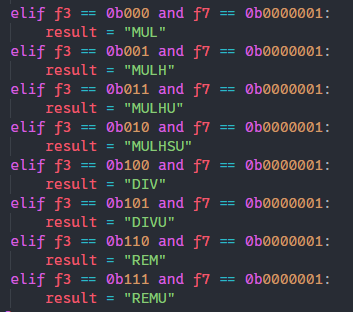 elif f3 == 0b000 and f7 == 0b0000001:
result = "MUL"
elif f3 == 0b001 and f7 == 0b0000001:
result = "MULH"
elif f3 == 0b011 and f7 == 0b0000001:
result = "MULHU"
elif f3 == 0b010 and f7 == 0b0000001:
result = "MULHSU"
elif f3 == 0b100 and f7 == 0b0000001:
result = "DIV"
elif f3 == 0b101 and f7 == 0b0000001:
result = "DIVU"
elif f3 == 0b110 and f7 == 0b0000001:
result = "REM"
elif f3 == 0b111 and f7 == 0b0000001:
result = "REMU"